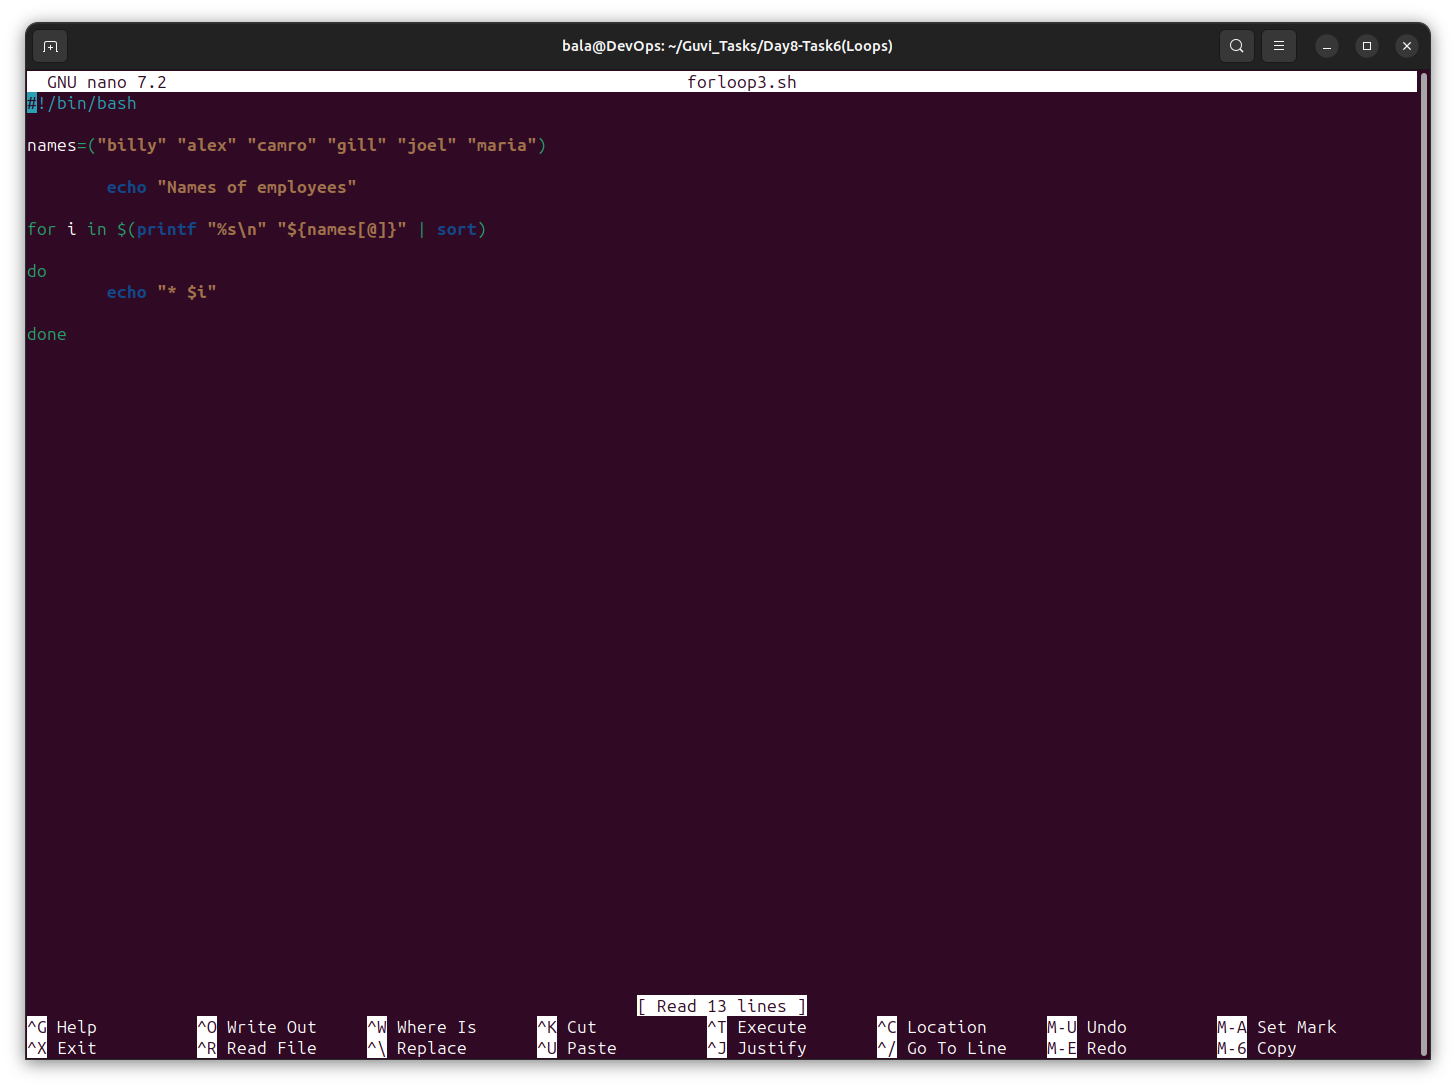 bala@DevOps: ~/Guvi_Tasks/Day8-Task6(Loops)
GNU nano 7.2 forloop3.sh
#!/bin/bash
names=("billy" "alex" "camro" "gill" "joel" "maria")
echo "Names of employees"
for i in $(printf "%s\n" "${names[@]}" | sort)
do
echo "* $i"
done
[ Read 13 lines ]
^G Help ^O Write Out ^W Where Is ^K Cut ^T Execute ^C Location M-U Undo M-A Set Mark
^X Exit ^R Read File ^\ Replace ^U Paste ^J Justify ^/ Go To Line M-E Redo M-6 Copy